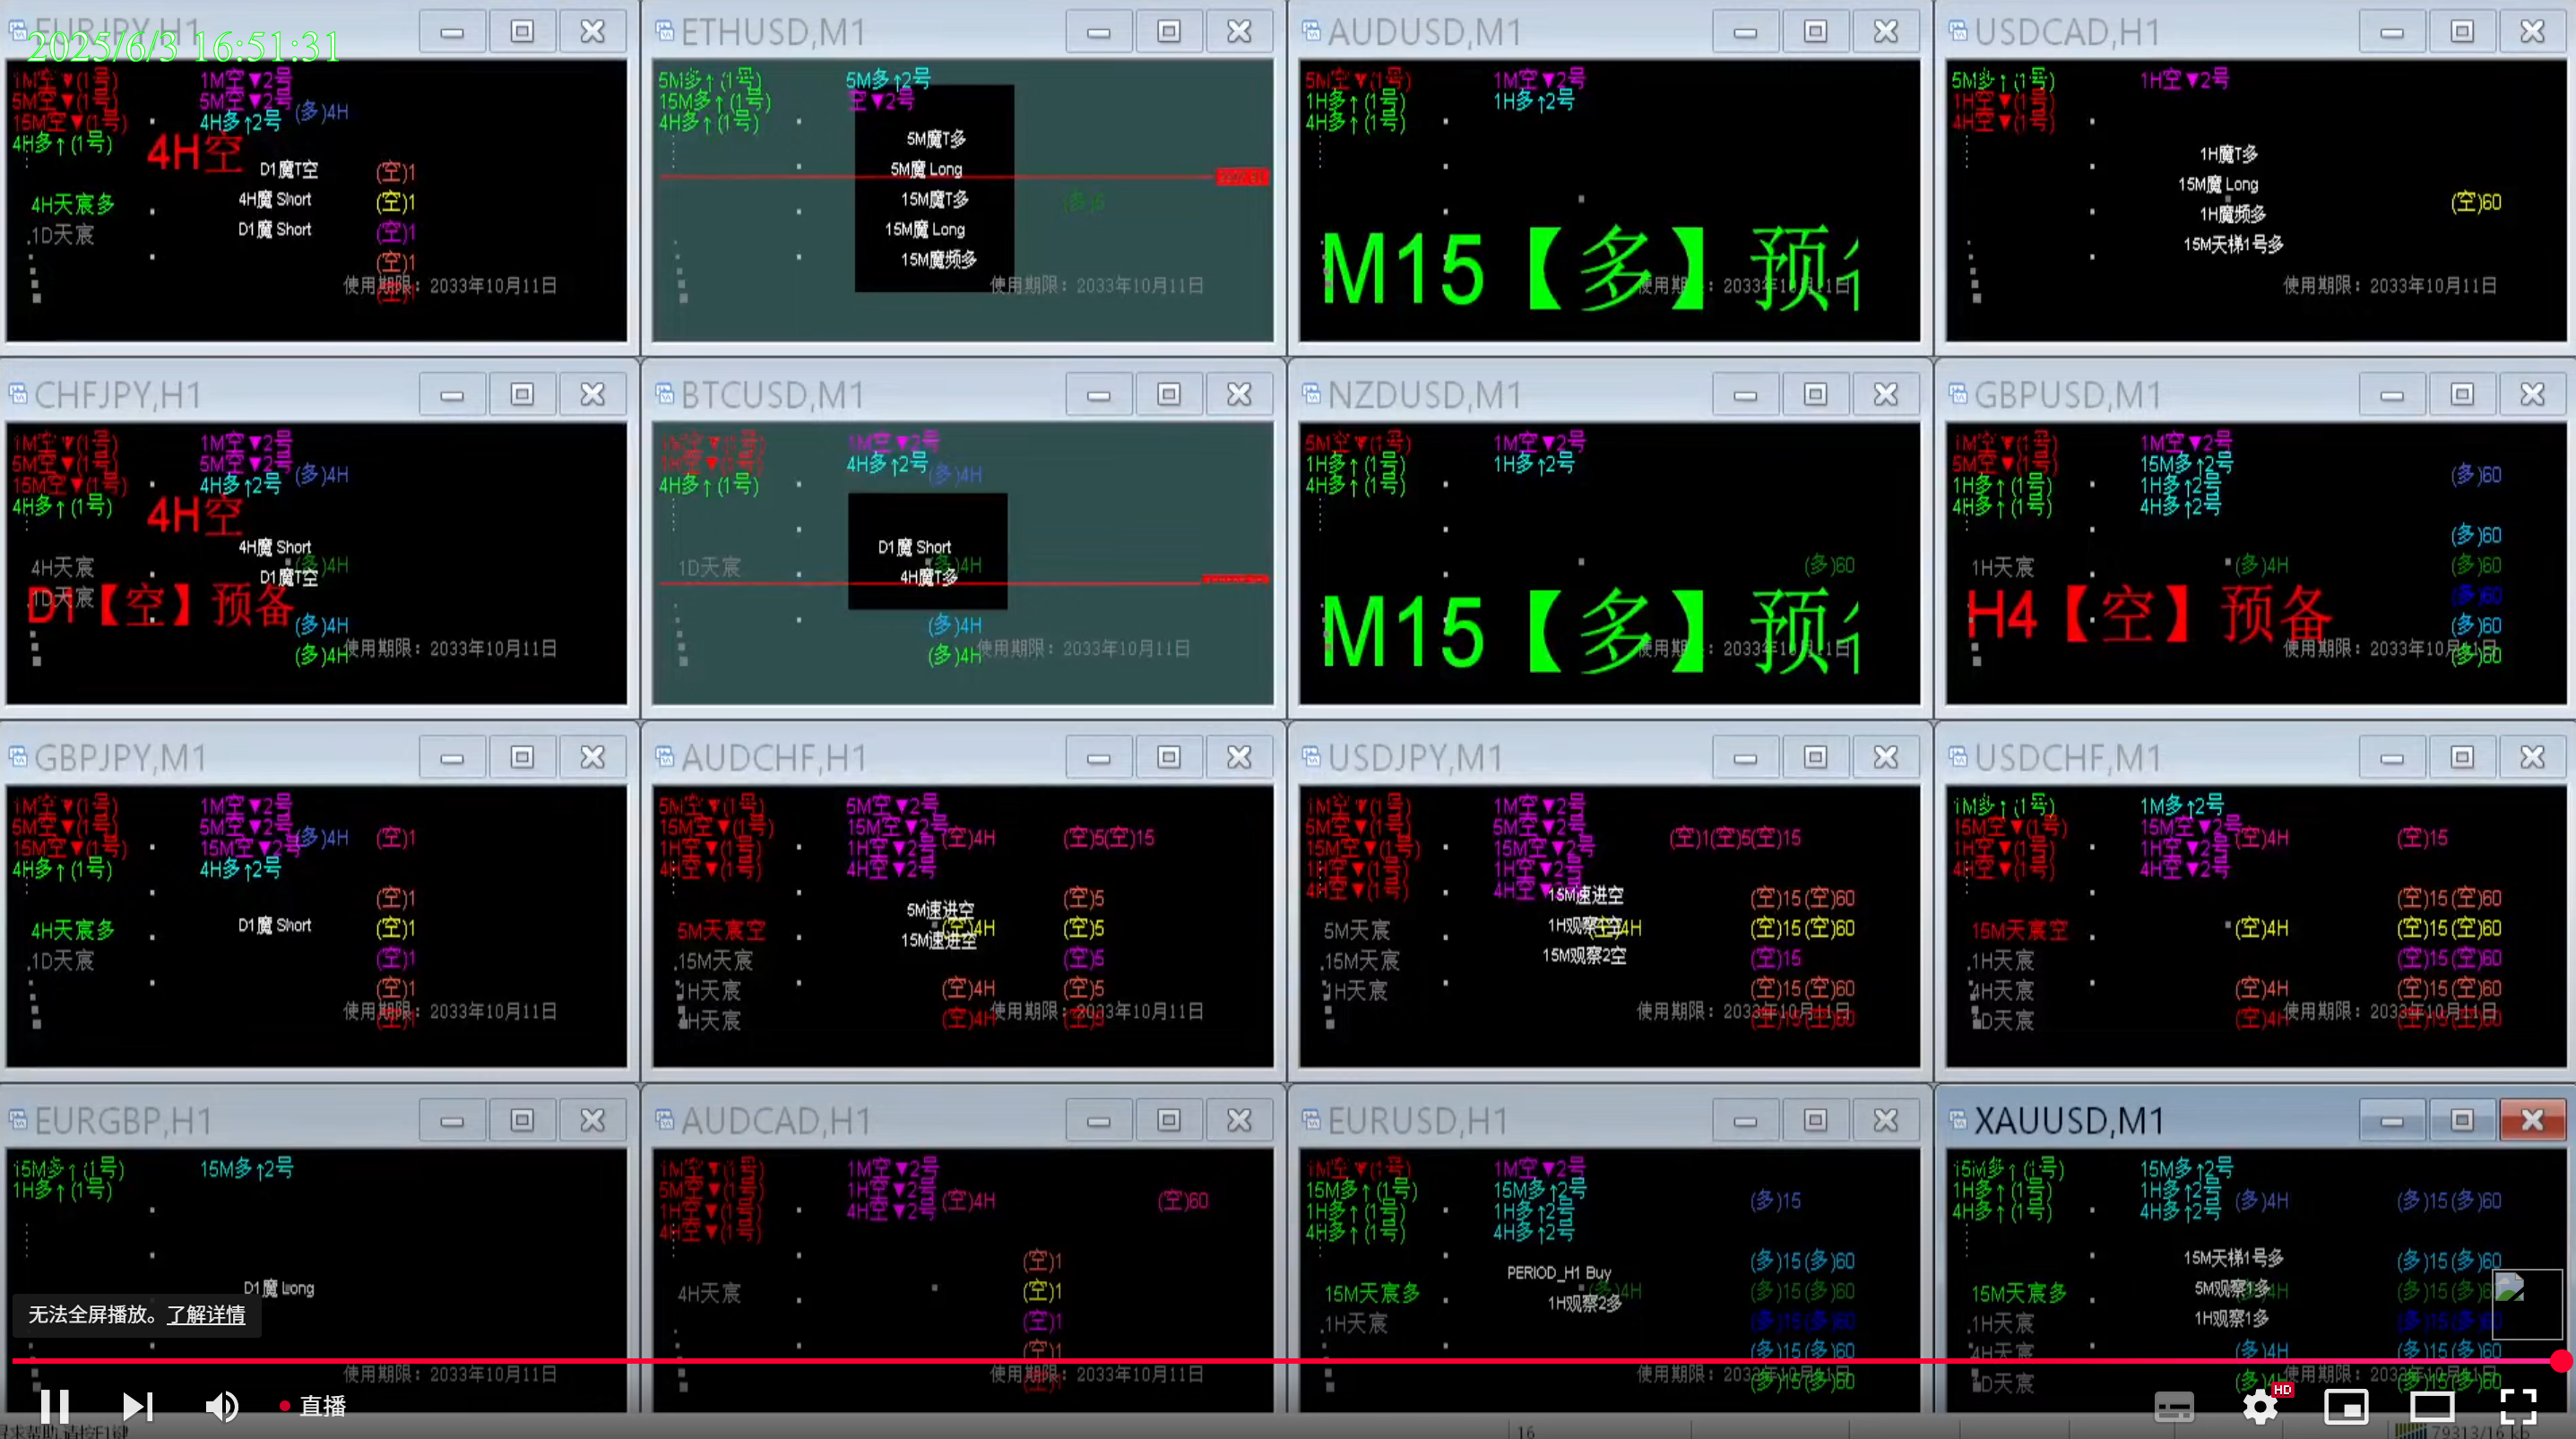 2025/6/3 16:51:31
EURJPY,H1
1M空▼(1号)
5M空▼(1号)
15M空▼(1号)
4H多↑(1号)
1M空▼2号
5M空▼2号
4H多↑2号
(多)4H
4H空
D1魔T空
4H魔 Short
D1魔 Short
4H天宸多
.1D天宸
(空)1
(空)1
(空)1
(空)1
(空)1
使用期限：2033年10月11日
ETHUSD,M1
5M多↑(1号)
15M多↑(1号)
4H多↑(1号)
5M多↑2号
空▼2号
5M魔T多
5M魔 Long
15M魔T多
15M魔 Long
15M魔频多
(多)5
使用期限：2033年10月11日
AUDUSD,M1
5M空▼(1号)
1H多↑(1号)
4H多↑(1号)
1M空▼2号
1H多↑2号
M15【多】预
使用期限：2033年10月11日
USDCAD,H1
5M多↑(1号)
1H空▼(1号)
4H空▼(1号)
1H空▼2号
1H魔T多
15M魔 Long
1H魔频多
15M天梯1号多
(空)60
使用期限：2033年10月11日
CHFJPY,H1
1M空▼(1号)
5M空▼(1号)
15M空▼(1号)
4H多↑(1号)
1M空▼2号
5M空▼2号
4H多↑2号
(多)4H
4H空
4H魔 Short
(多)4H
D1魔T空
4H天宸
.1D天宸
D1【空】预备
(多)4H
(多)4H
使用期限：2033年10月11日
BTCUSD,M1
1M空▼(1号)
1H空▼(1号)
4H多↑(1号)
1M空▼2号
4H多↑2号
(多)4H
D1魔 Short
(多)4H
4H魔T多
1D天宸
(多)4H
(多)4H
使用期限：2033年10月11日
NZDUSD,M1
5M空▼(1号)
1H多↑(1号)
4H多↑(1号)
1M空▼2号
1H多↑2号
(多)60
M15【多】预
使用期限：2033年10月11日
GBPUSD,M1
1M空▼(1号)
5M空▼(1号)
1H多↑(1号)
4H多↑(1号)
1M空▼2号
15M多↑2号
1H多↑2号
4H多↑2号
(多)60
(多)60
1H天宸
(多)4H
(多)60
(多)60
H4【空】预备
(多)60
(多)60
使用期限：2033年10月11日
GBPJPY,M1
1M空▼(1号)
5M空▼(1号)
15M空▼(1号)
4H多↑(1号)
1M空▼2号
5M空▼2号
15M空▼2号
4H多↑2号
(多)4H
(空)1
4H天宸多
.1D天宸
D1魔 Short
(空)1
(空)1
(空)1
(空)1
(空)1
使用期限：2033年10月11日
AUDCHF,H1
5M空▼(1号)
15M空▼(1号)
1H空▼(1号)
4H空▼(1号)
5M空▼2号
15M空▼2号
1H空▼2号
4H空▼2号
(空)4H
(空)5(空)15
5M速进空
15M速进空
(空)4H
5M天宸空
.15M天宸
1H天宸
4H天宸
(空)5
(空)5
(空)5
(空)4H
(空)5
(空)4H
(空)5
使用期限：2033年10月11日
USDJPY,M1
1M空▼(1号)
5M空▼(1号)
15M空▼(1号)
1H空▼(1号)
4H空▼(1号)
1M空▼2号
5M空▼2号
15M空▼2号
1H空▼2号
4H空▼2号
(空)1(空)5(空)15
15M速进空
1H观察2空
(空)4H
15M观察2空
5M天宸
.15M天宸
1H天宸
(空)15(空)60
(空)15(空)60
(空)15
(空)15(空)60
(空)15(空)60
使用期限：2033年10月11日
USDCHF,M1
1M多↑(1号)
15M空▼(1号)
1H空▼(1号)
4H空▼(1号)
1M多↑2号
15M空▼2号
1H空▼2号
4H空▼2号
(空)4H
(空)15
15M天宸空
.1H天宸
4H天宸
1D天宸
(空)15(空)60
(空)4H
(空)15(空)60
(空)15(空)60
(空)4H
(空)15(空)60
(空)4H
(空)15(空)60
使用期限：2033年10月11日
EURGBP,H1
15M多↑(1号)
1H多↑(1号)
15M多↑2号
D1魔 Long
使用期限：2033年10月11日
AUDCAD,H1
1M空▼(1号)
5M空▼(1号)
1H空▼(1号)
4H空▼(1号)
1M空▼2号
1H空▼2号
4H空▼2号
(空)4H
(空)60
4H天宸
(空)1
(空)1
(空)1
(空)1
(空)1
使用期限：2033年10月11日
EURUSD,H1
1M空▼(1号)
15M多↑(1号)
1H多↑(1号)
4H多↑(1号)
1M空▼2号
15M多↑2号
1H多↑2号
4H多↑2号
(多)15
PERIOD_H1 Buy
(多)4H
1H观察2多
15M天宸多
.1H天宸
(多)15(多)60
(多)15(多)60
(多)15(多)60
(多)15(多)60
(多)15(多)60
使用期限：2033年10月11日
XAUUSD,M1
15M多↑(1号)
1H多↑(1号)
4H多↑(1号)
15M多↑2号
1H多↑2号
4H多↑2号
(多)4H
(多)15(多)60
15M天梯1号多
5M观察1多
1H观察1多
(多)4H
15M天宸多
.1H天宸
4H天宸
1D天宸
(多)15(多)60
(多)15(多)6
(多)15(多)60
(多)4H
(多)15(多)60
(多)4H
(多)15(多)60
使用期限：2033年10月11日
无法全屏播放。了解详情
直播
HD
寻求帮助,请按F1键
16
79313/16 kb